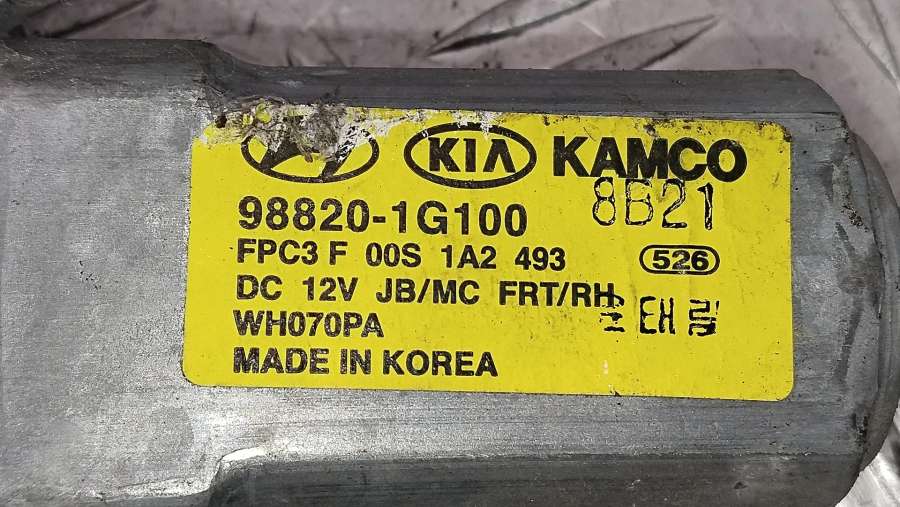 KIA KAMCO
8B21
98820-1G100
FPC3 F 00S 1A2 493 526
DC 12V JB/MC FRT/RH
태림
WH070PA
MADE IN KOREA